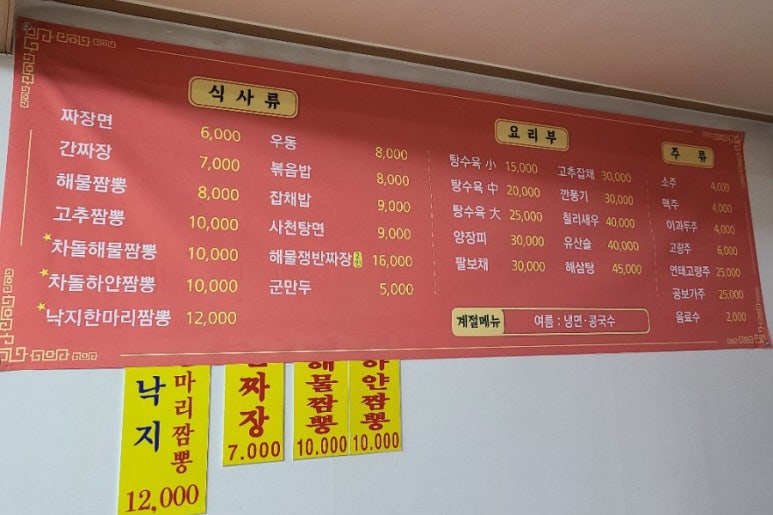 식사류
짜장면 6,000
간짜장 7,000
해물짬뽕 8,000
고추짬뽕 10,000
★차돌해물짬뽕 10,000
★차돌하얀짬뽕 10,000
★낙지한마리짬뽕 12,000
우동 8,000
볶음밥 8,000
잡채밥 9,000
사천탕면 9,000
해물쟁반짜장 16,000
군만두 5,000
요리부
탕수육 小 15,000
탕수육 中 20,000
탕수육 大 25,000
양장피 30,000
팔보채 30,000
고추잡채 30,000
깐풍기 30,000
칠리새우 40,000
유산슬 40,000
해삼탕 45,000
계절메뉴 여름 : 냉면·콩국수
주류
소주 4,000
맥주 4,000
이과두주 4,000
고량주 6,000
연태고량주 25,000
공보가주 25,000
음료수 2,000
낙지
마리짬뽕
12,000
짜장
7.000
해물짬뽕
10.000
하얀짬뽕
10.000